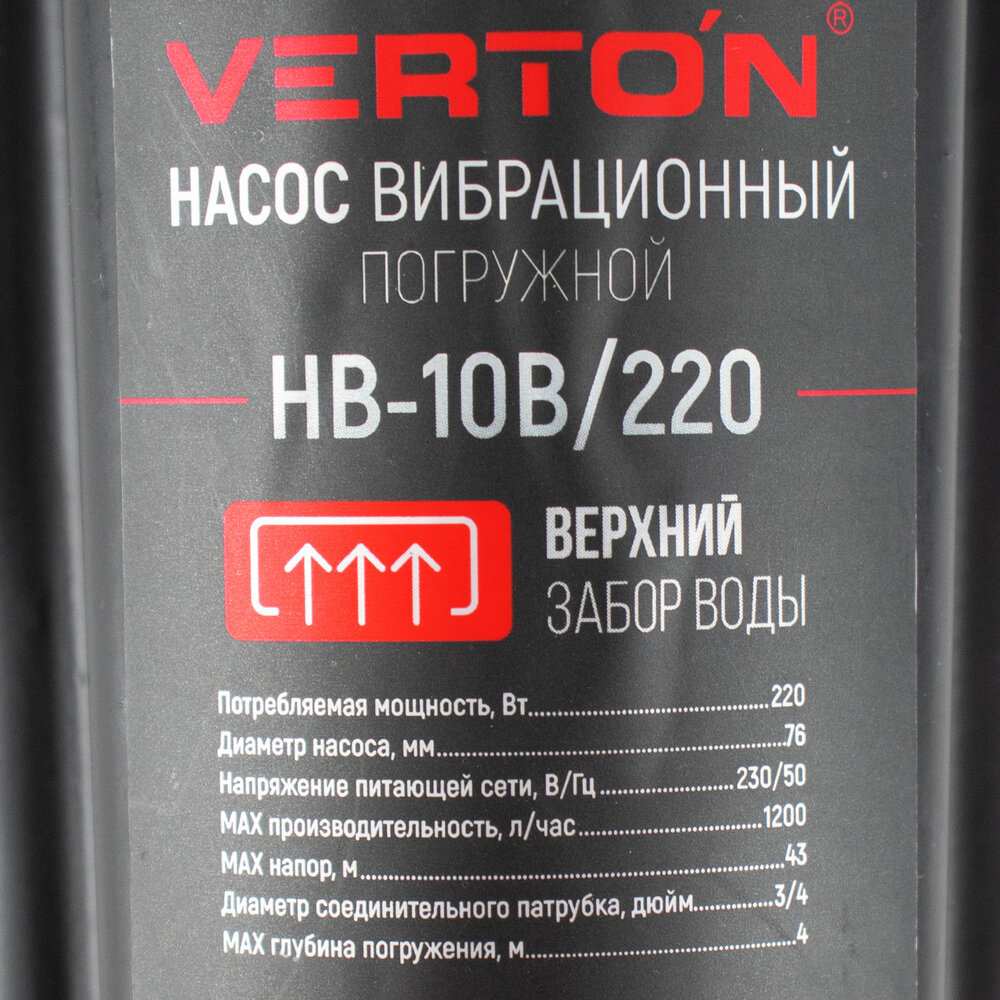 VERTÓN®
НАСОС ВИБРАЦИОННЫЙ
ПОГРУЖНОЙ
НВ-10В/220
ВЕРХНИЙ
ЗАБОР ВОДЫ
Потребляемая мощность, Вт..............................220
Диаметр насоса, мм...........................................76
Напряжение питающей сети, В/Гц.................230/50
MAX производительность, л/час.......................1200
MAX напор, м.....................................................43
Диаметр соединительного патрубка, дюйм..........3/4
MAX глубина погружения, м..................................4